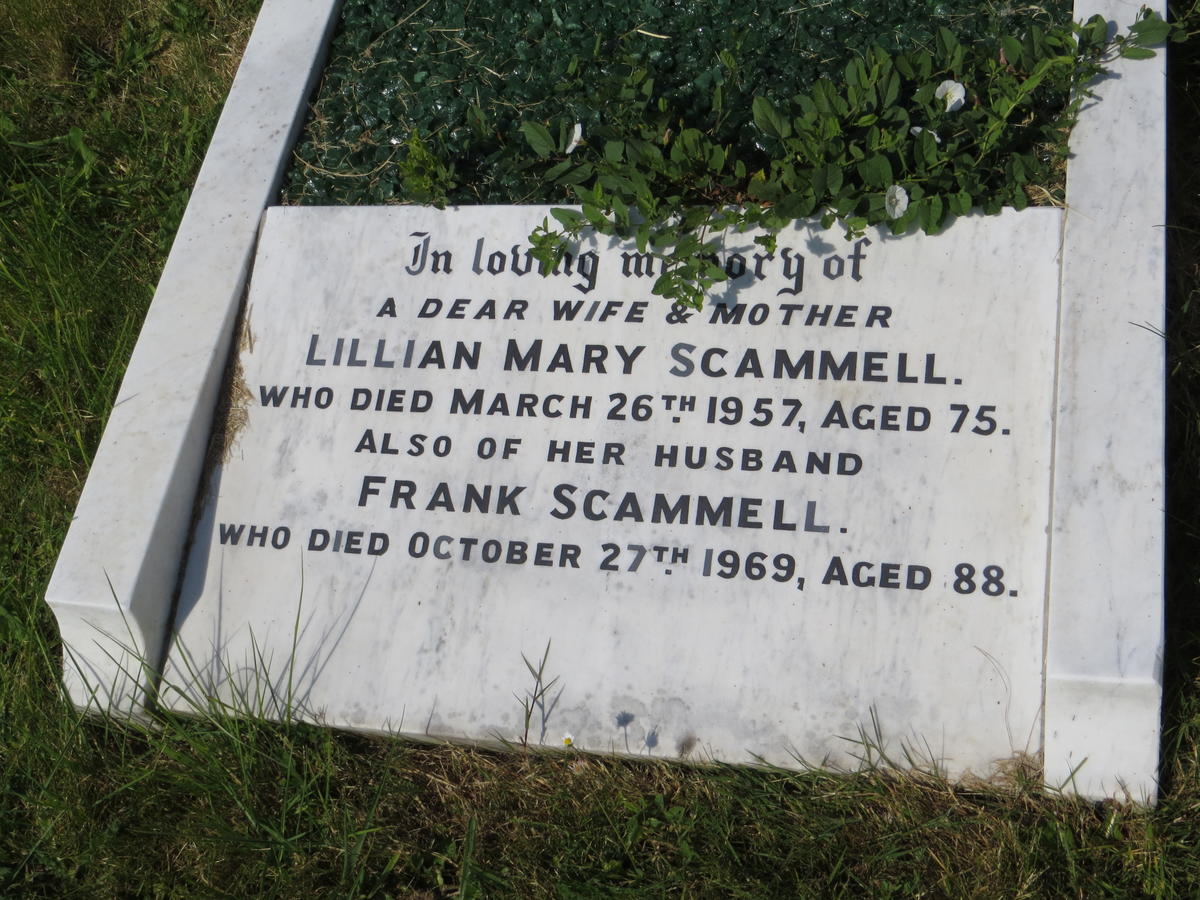 In loving memory of
A DEAR WIFE & MOTHER
LILLIAN MARY SCAMMELL.
WHO DIED MARCH 26TH. 1957, AGED 75.
ALSO OF HER HUSBAND
FRANK SCAMMELL.
WHO DIED OCTOBER 27TH. 1969, AGED 88.